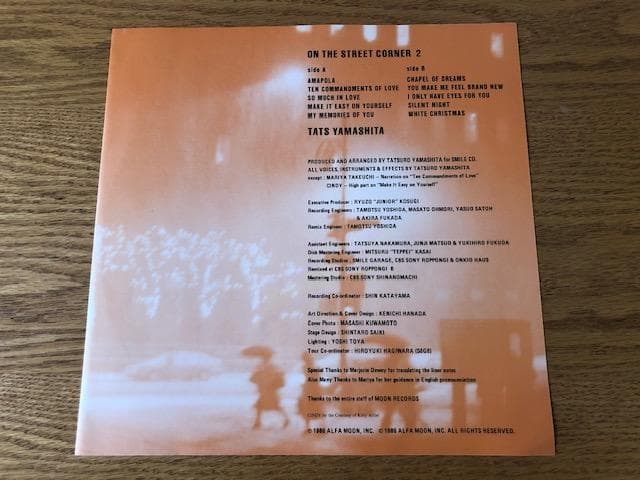 ON THE STREET CORNER 2
side A
AMAPOLA
TEN COMMANDMENTS OF LOVE
SO MUCH IN LOVE
MAKE IT EASY ON YOURSELF
MY MEMORIES OF YOU
side B
CHAPEL OF DREAMS
YOU MAKE ME FEEL BRAND NEW
I ONLY HAVE EYES FOR YOU
SILENT NIGHT
WHITE CHRISTMAS
TATS YAMASHITA
PRODUCED AND ARRANGED BY TATSURO YAMASHITA for SMILE CO.
ALL VOICES, INSTRUMENTS & EFFECTS BY TATSURO YAMASHITA
except : MARIYA TAKEUCHI – Narration on "Ten Commandments of Love"
CINDY – High part on "Make It Easy on Yourself"
Executive Producer : RYUZO "JUNIOR" KOSUGI
Recording Engineers : TAMOTSU YOSHIDA, MASATO OHMORI, YASUO SATOH
& AKIRA FUKADA
Remix Engineer : TAMOTSU YOSHIDA
Assistant Engineers : TATSUYA NAKAMURA, JUNJI MATSUO & YUKIHIRO FUKUDA
Disk Mastering Engineer : MITSURU "TEPPEI" KASAI
Recording Studios : SMILE GARAGE, CBS SONY ROPPONGI & ONKIO HAUS
Remixed at CBS SONY ROPPONGI B
Mastering Studio : CBS SONY SHINANOMACHI
Recording Co-ordinator : SHIN KATAYAMA
Art Direction & Cover Design : KENICHI HANADA
Cover Photo : MASASHI KUWAMOTO
Stage Design : SHINTARO SAIKI
Lighting : YOSHI TOYA
Tour Co-ordinator : HIROYUKI HAGIWARA
Special Thanks to Marjorie Dewey for translating the liner notes
Also Many Thanks to Mariya for her guidance in English pronounciation
Thanks to the entire staff of MOON RECORDS
CINDY by the Courtesy of
© 1986 ALFA MOON, INC. © 1986 ALFA MOON, INC. ALL RIGHTS RESERVED.